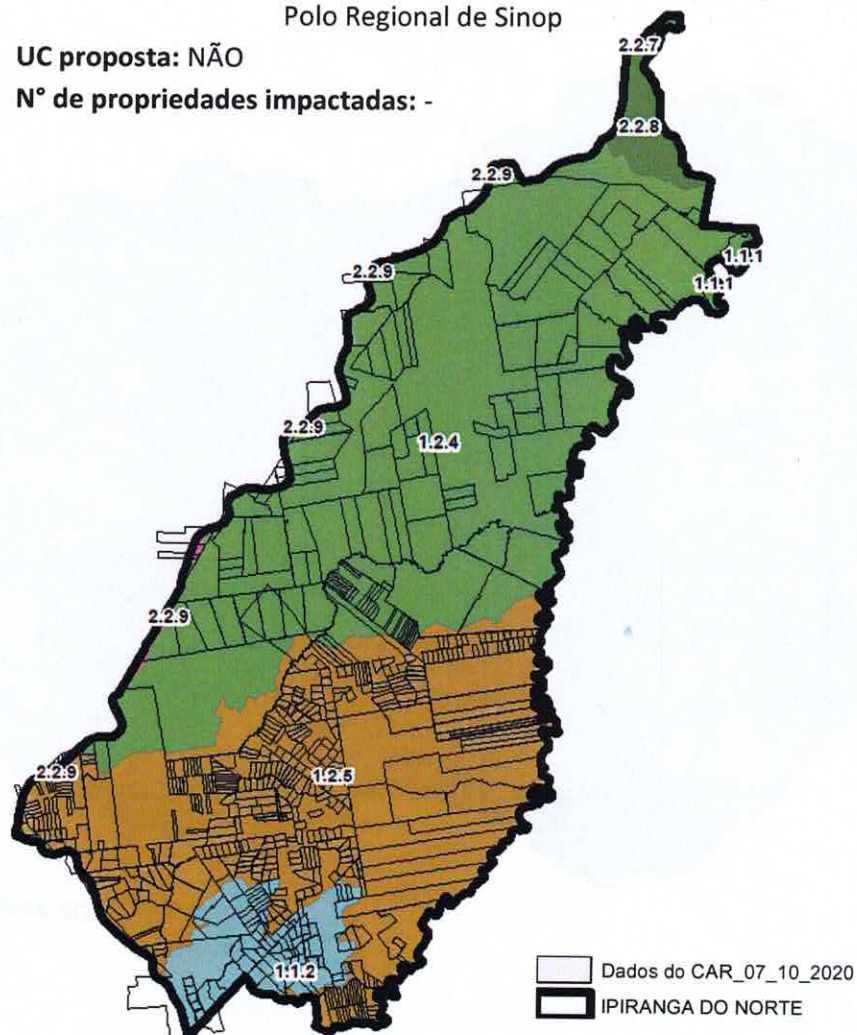 Polo Regional de Sinop
UC proposta: NÃO
N° de propriedades impactadas: -
2.2.7
2.2.8
2.2.9
1.1.1
2.2.9
1.1.1
2.2.9
1.2.4
2.2.9
2.2.9
1.2.5
1.1.2
Dados do CAR_07_10_2020
IPIRANGA DO NORTE